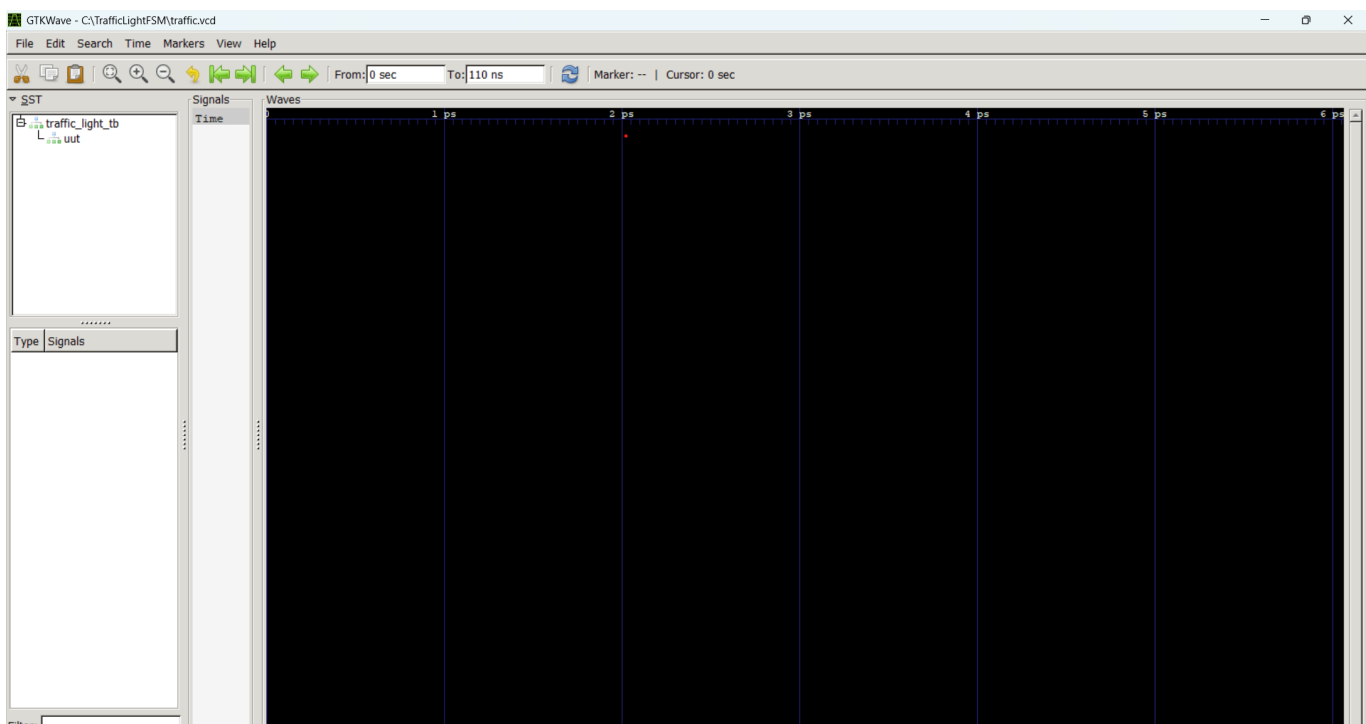 GTKWave - C:\TrafficLightFSM\traffic.vcd
File Edit Search Time Markers View Help
From: 0 sec To: 110 ns Marker: -- | Cursor: 0 sec
SST
traffic_light_tb
uut
Type Signals
Signals
Time
Waves
0 1 ps 2 ps 3 ps 4 ps 5 ps 6 ps